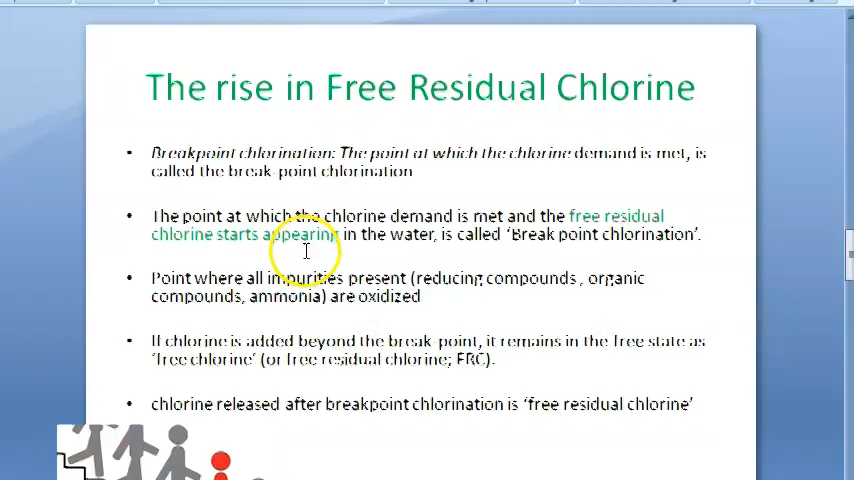 The rise in Free Residual Chlorine
• Breakpoint chlorination: The point at which the chlorine demand is met, is
called the break-point chlorination
• The point at which the chlorine demand is met and the free residual
chlorine starts appearing in the water, is called ‘Break point chlorination’.
• Point where all impurities present (reducing compounds , organic
compounds, ammonia) are oxidized
• If chlorine is added beyond the break-point, it remains in the free state as
‘free chlorine’ (or free residual chlorine; FRC).
• chlorine released after breakpoint chlorination is ‘free residual chlorine’